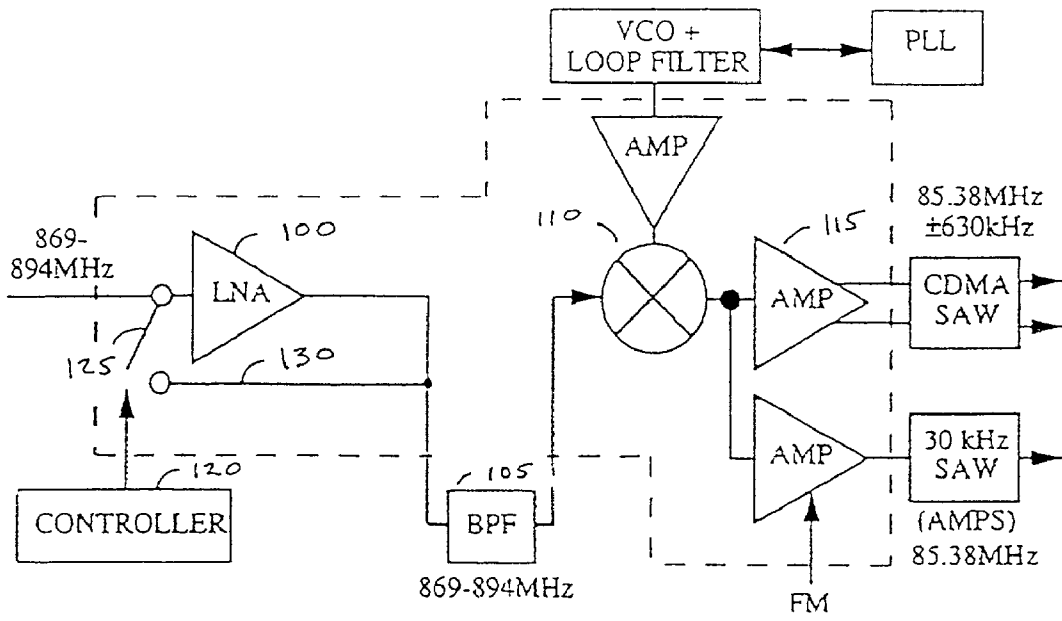 VCO +
LOOP FILTER
PLL
AMP
110
115
85.38MHz
±630kHz
869-
894MHz
100
LNA
AMP
CDMA
SAW
125
130
120
CONTROLLER
105
BPF
869-894MHz
AMP
30 kHz
SAW
(AMPS)
85.38MHz
FM